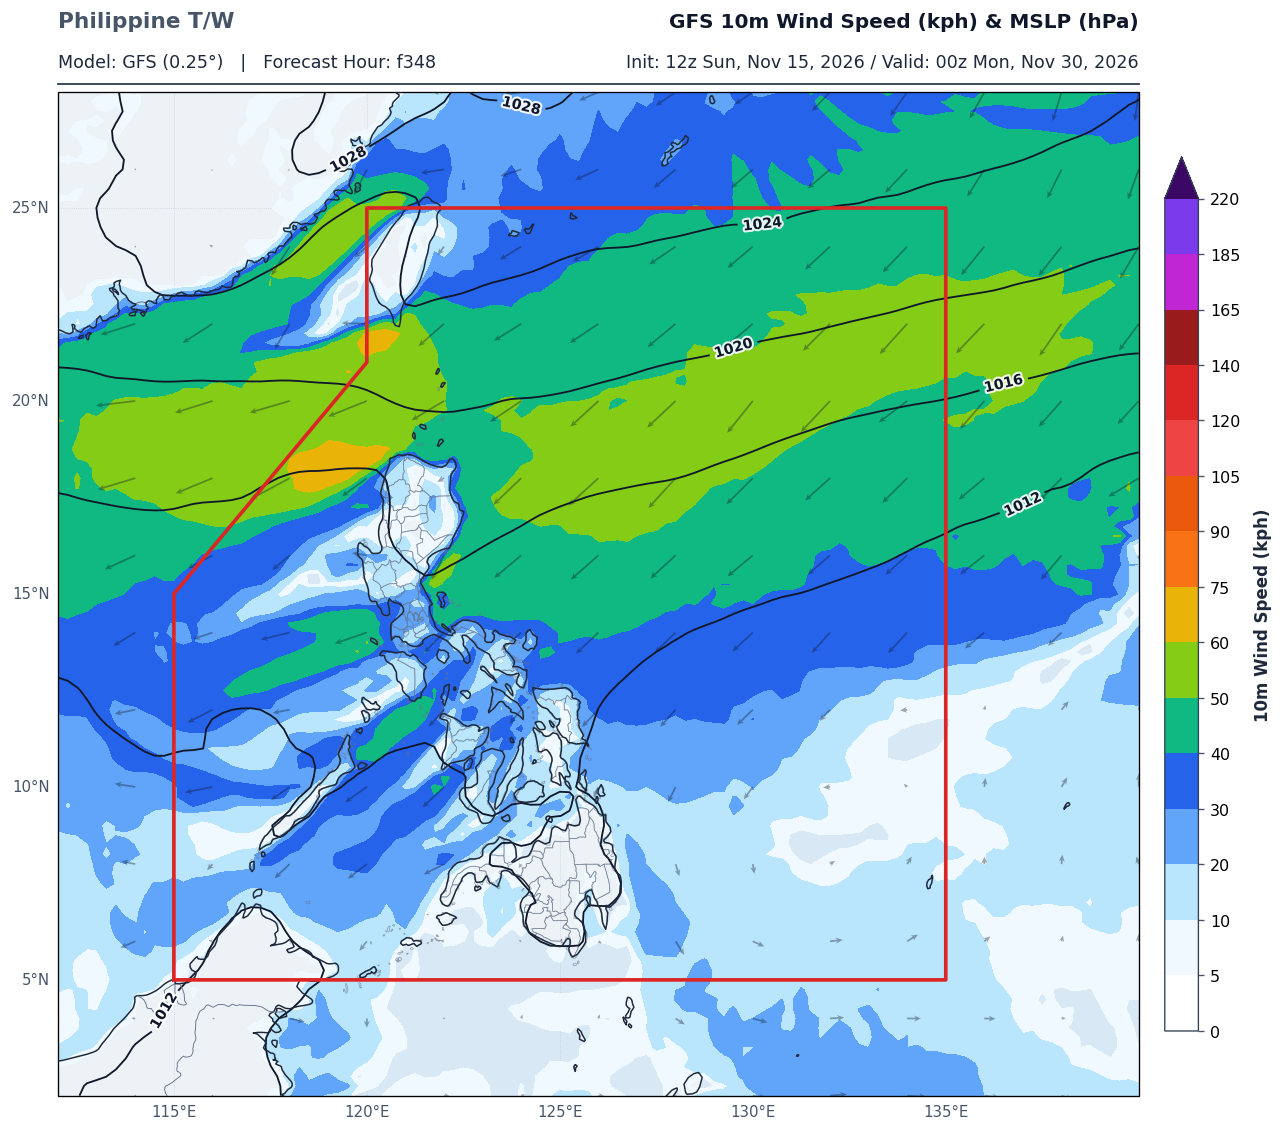 Philippine T/W
GFS 10m Wind Speed (kph) & MSLP (hPa)
Model: GFS (0.25°)   |   Forecast Hour: f348
Init: 12z Sun, Nov 15, 2026 / Valid: 00z Mon, Nov 30, 2026
1028
1028
1024
1020
1016
1012
1012
25°N
20°N
15°N
10°N
5°N
115°E
120°E
125°E
130°E
135°E
220
185
165
140
120
105
90
75
60
50
40
30
20
10
5
0
10m Wind Speed (kph)